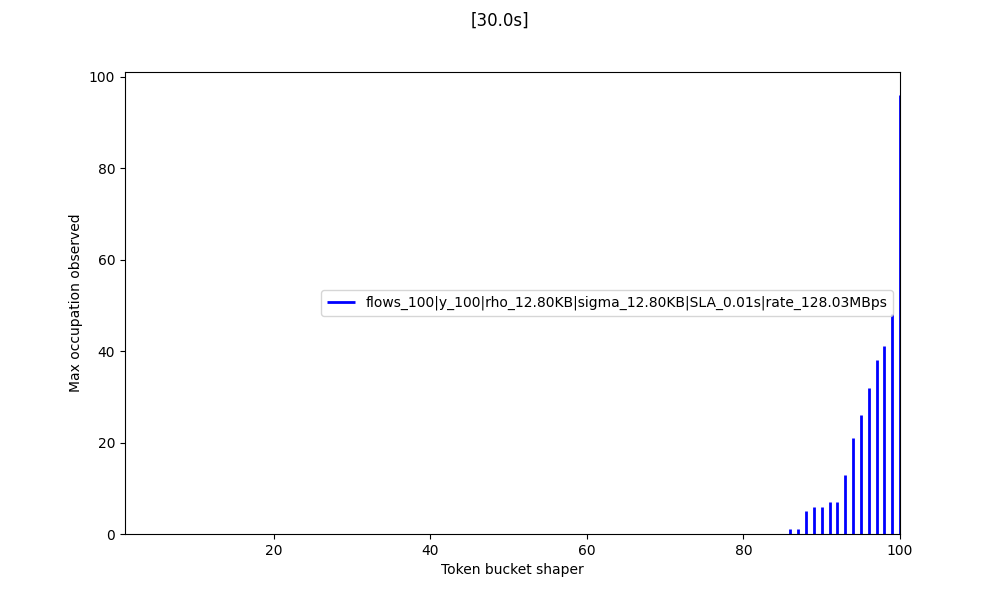 [30.0s]
100
80
60
40
20
0
Max occupation observed
flows_100|y_100|rho_12.80KB|sigma_12.80KB|SLA_0.01s|rate_128.03MBps
20 40 60 80 100
Token bucket shaper